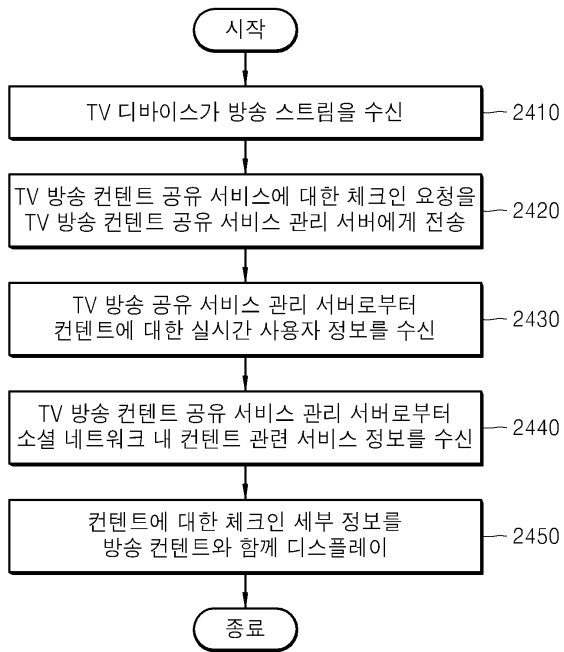 시작
TV 디바이스가 방송 스트림을 수신
2410
TV 방송 컨텐트 공유 서비스에 대한 체크인 요청을
TV 방송 컨텐트 공유 서비스 관리 서버에게 전송
2420
TV 방송 공유 서비스 관리 서버로부터
컨텐트에 대한 실시간 사용자 정보를 수신
2430
TV 방송 컨텐트 공유 서비스 관리 서버로부터
소셜 네트워크 내 컨텐트 관련 서비스 정보를 수신
2440
컨텐트에 대한 체크인 세부 정보를
방송 컨텐트와 함께 디스플레이
2450
종료